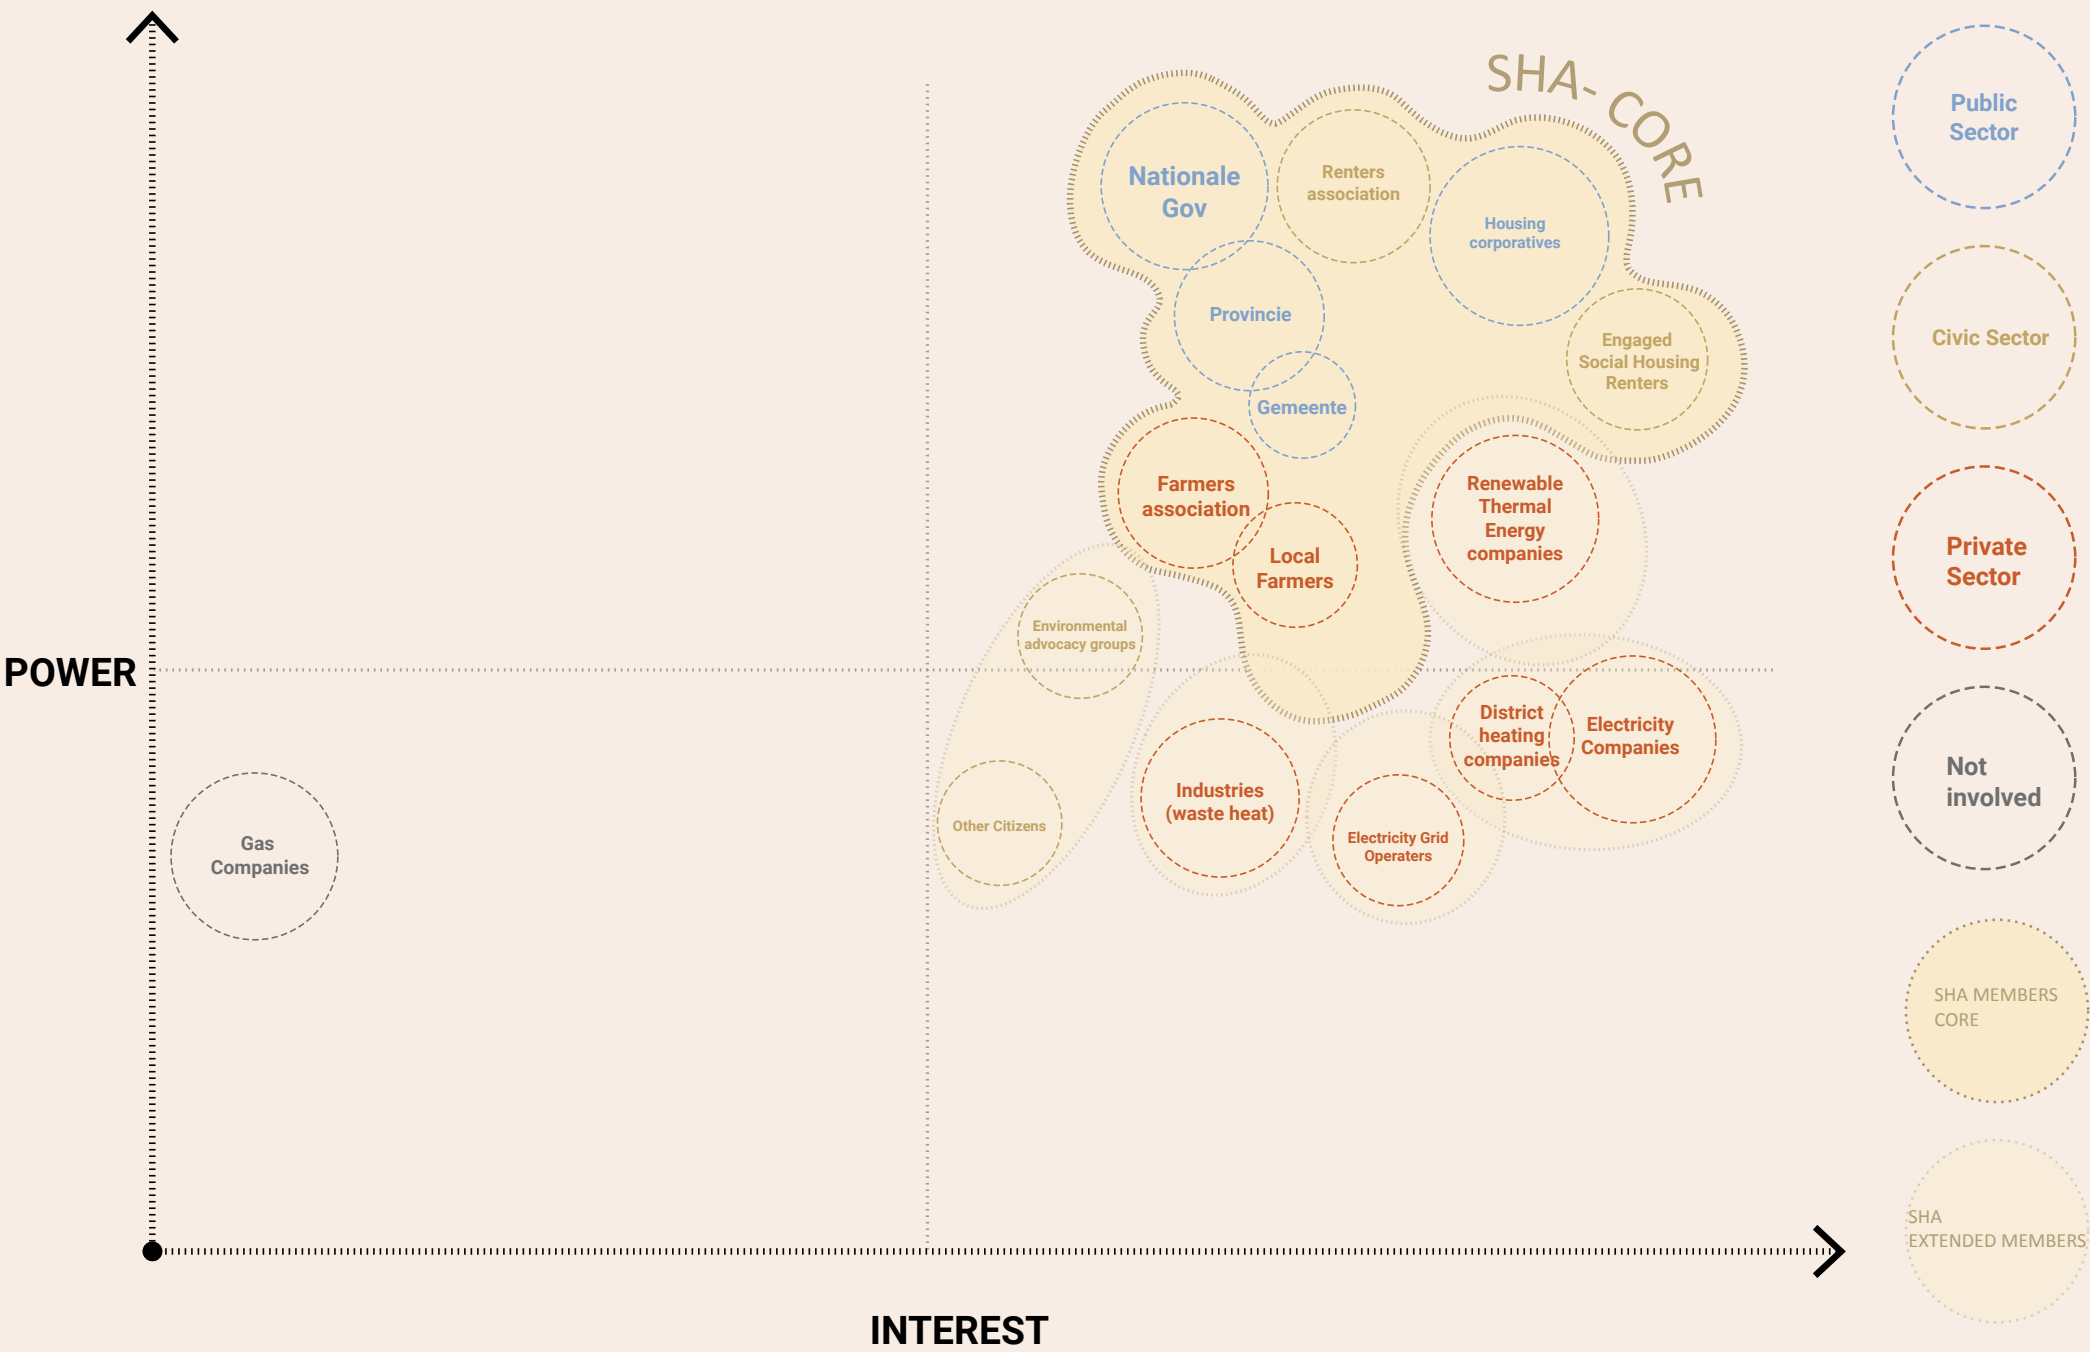 SHA- CORE
Nationale
Gov
Renters
association
Housing
corporatives
Provincie
Engaged
Social Housing
Renters
Gemeente
Farmers
association
Renewable
Thermal
Energy
companies
Local
Farmers
Environmental
advocacy groups
POWER
District
heating
companies
Electricity
Companies
Industries
(waste heat)
Other Citizens
Electricity Grid
Operaters
Gas
Companies
INTEREST
Public
Sector
Civic Sector
Private
Sector
Not
involved
SHA MEMBERS
CORE
SHA
EXTENDED MEMBERS